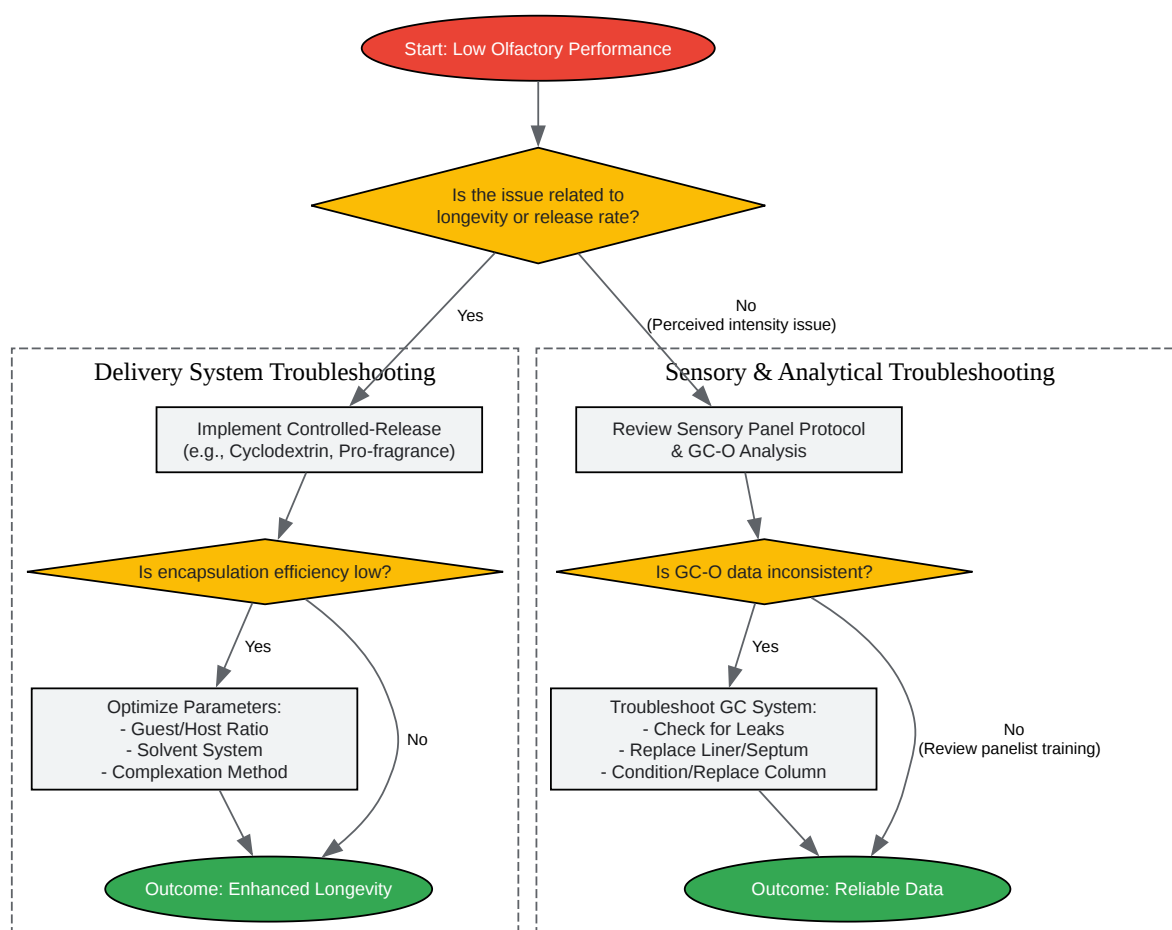 Start: Low Olfactory Performance
Is the issue related to
longevity or release rate?
Yes
No
(Perceived intensity issue)
Delivery System Troubleshooting
Sensory & Analytical Troubleshooting
Implement Controlled-Release
(e.g., Cyclodextrin, Pro-fragrance)
Review Sensory Panel Protocol
& GC-O Analysis
Is encapsulation efficiency low?
Is GC-O data inconsistent?
Yes
Yes
Optimize Parameters:
- Guest/Host Ratio
- Solvent System
- Complexation Method
No
Troubleshoot GC System:
- Check for Leaks
- Replace Liner/Septum
- Condition/Replace Column
No
(Review panelist training)
Outcome: Enhanced Longevity
Outcome: Reliable Data